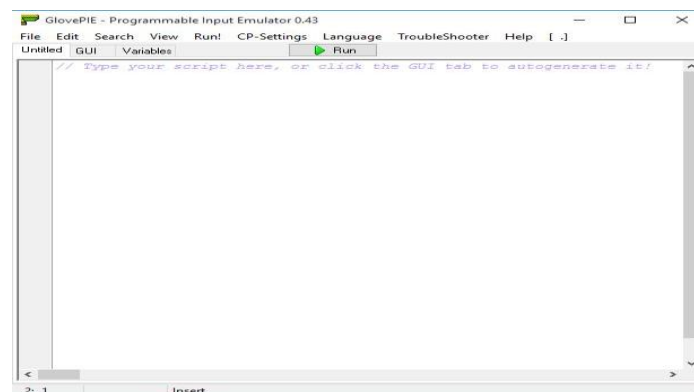 GlovePIE - Programmable Input Emulator 0.43
File Edit Search View Run! CP-Settings Language TroubleShooter Help [ .]
Untitled GUI Variables Run
// Type your script here, or click the GUI tab to autogenerate it!
2: 1 Insert